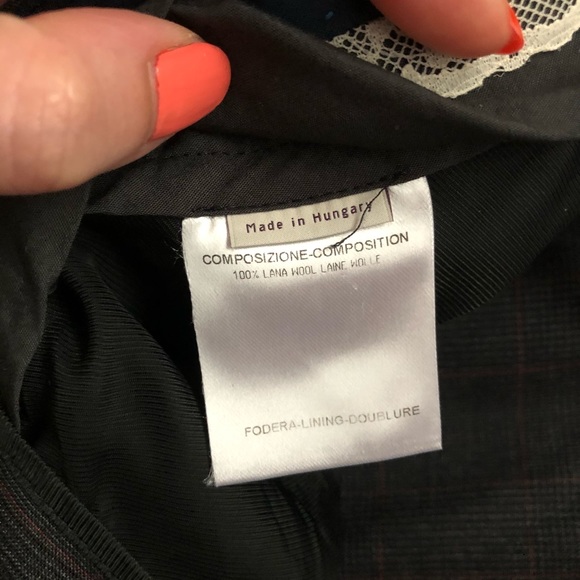 Made in Hungary
COMPOSIZIONE-COMPOSITION
100% LANA WOOL LAINE WOLLE
FODERA-LINING-DOUBLURE